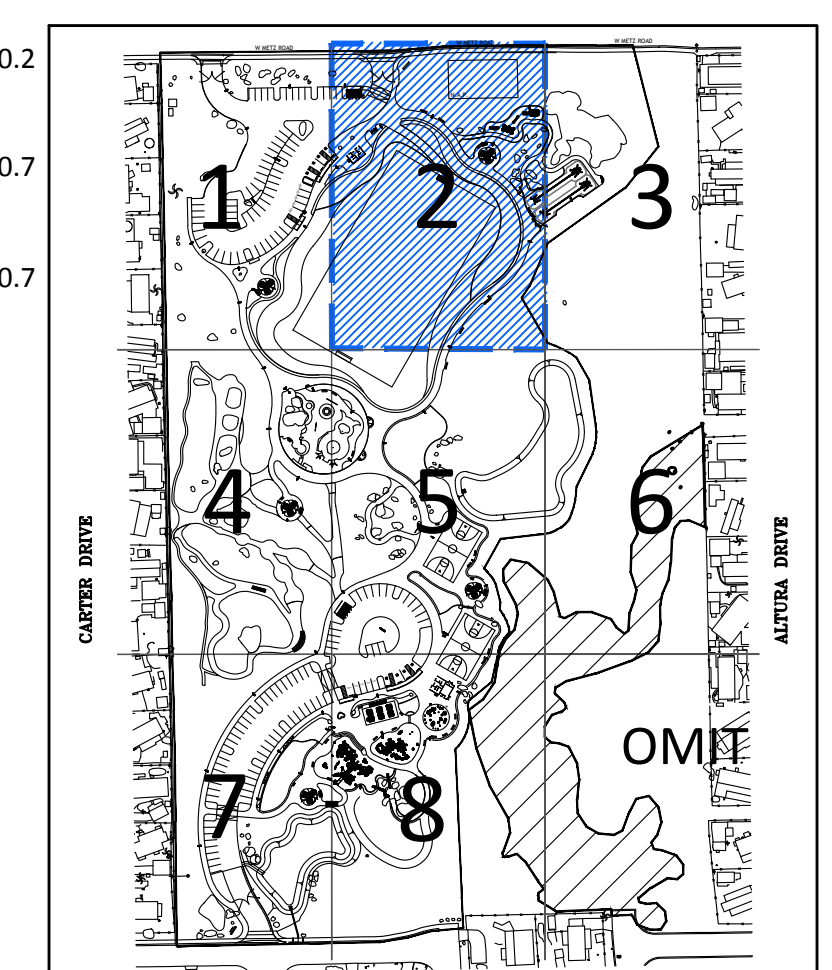 0.2
0.7
0.7
W METZ ROAD
W METZ ROAD
W METZ ROAD
N.A.P.
1
2
3
4
5
6
7
8
OMIT
CARTER DRIVE
ALTURA DRIVE